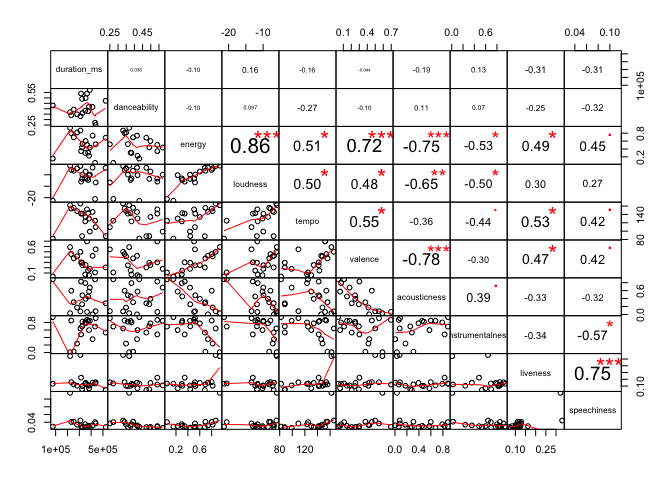 0.25 0.45 -20 -10 0.1 0.4 0.7 0.0 0.6 0.04 0.10
duration_ms 0.036 -0.10 0.16 -0.16 -0.044 -0.19 0.13 -0.31 -0.31 1e+05
0.25 0.55 danceability -0.10 0.097 -0.27 -0.10 0.11 0.07 -0.25 -0.32
energy 0.86 *** 0.51 * 0.72 *** -0.75 *** -0.53 * 0.49 * 0.45 . 0.2 0.8
-20 loudness 0.50 * 0.48 * -0.65 ** -0.50 * 0.30 0.27
tempo 0.55 * -0.36 -0.44 . 0.53 * 0.42 . 80 140
0.1 0.6 valence -0.78 *** -0.30 0.47 * 0.42 .
acousticness 0.39 . -0.33 -0.32 0.0 0.6
0.0 0.8 nstrumentalnes -0.34 -0.57 *
liveness 0.75 *** 0.10
0.04 speechiness
1e+05 5e+05 0.2 0.6 80 120 0.0 0.4 0.8 0.10 0.25